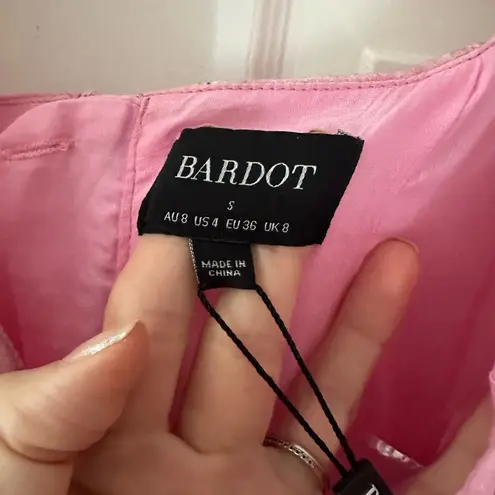 BARDOT
S
AU 8 US 4 EU 36 UK 8
MADE IN
CHINA